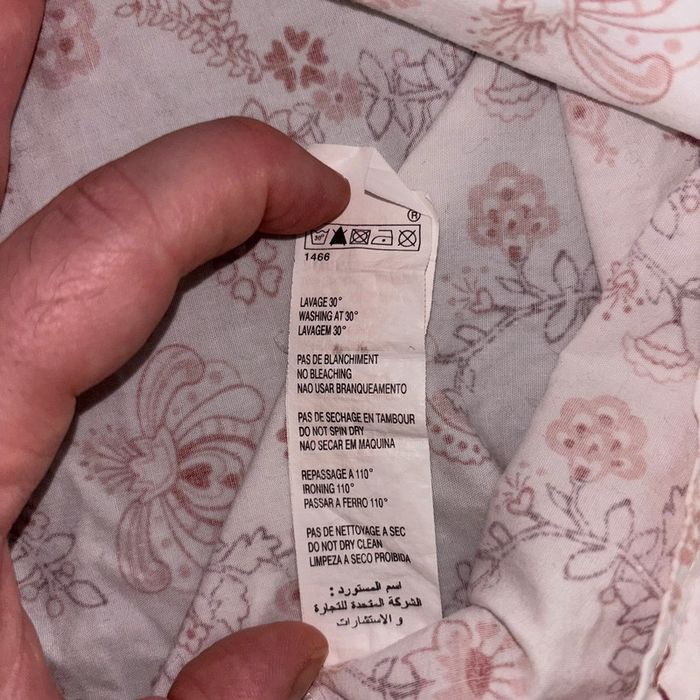 ®
30°
1466
LAVAGE 30°
WASHING AT 30°
LAVAGEM 30°
PAS DE BLANCHIMENT
NO BLEACHING
NAO USAR BRANQUEAMENTO
PAS DE SECHAGE EN TAMBOUR
DO NOT SPIN DRY
NAO SECAR EM MAQUINA
REPASSAGE A 110°
IRONING 110°
PASSAR A FERRO 110°
PAS DE NETTOYAGE A SEC
DO NOT DRY CLEAN
LIMPEZA A SECO PROIBIDA
اسم المستورد :
الشركة المتحدة للتجارة
و الاستشارات